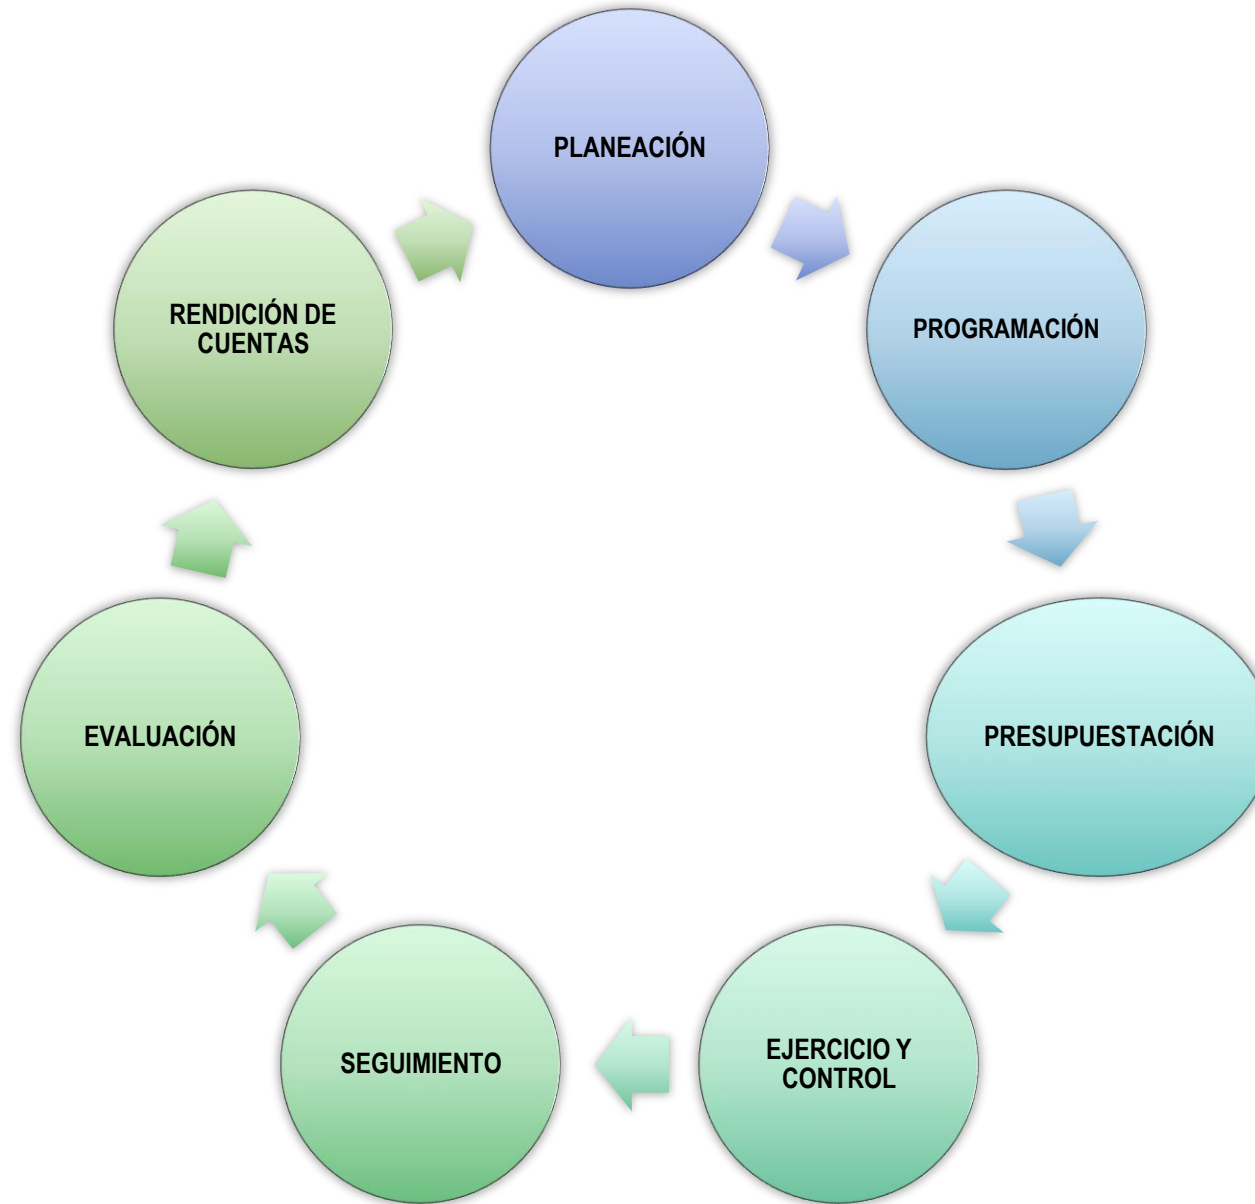 PLANEACIÓN
PROGRAMACIÓN
PRESUPUESTACIÓN
EJERCICIO Y
CONTROL
SEGUIMIENTO
EVALUACIÓN
RENDICIÓN DE
CUENTAS